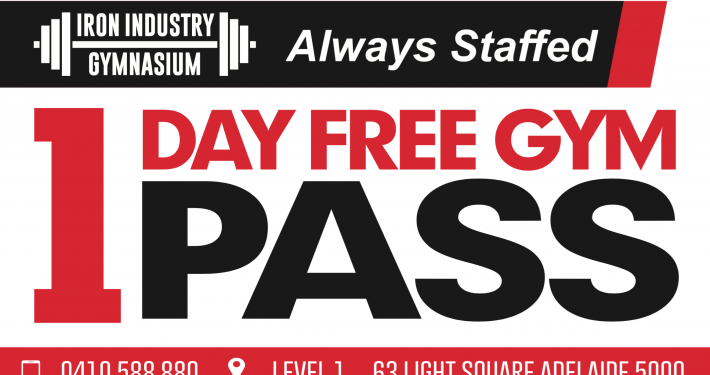 IRON INDUSTRY
GYMNASIUM
Always Staffed
1 DAY FREE GYM
PASS
0410 588 880 LEVEL 1 63 LIGHT SQUARE ADELAIDE 5000